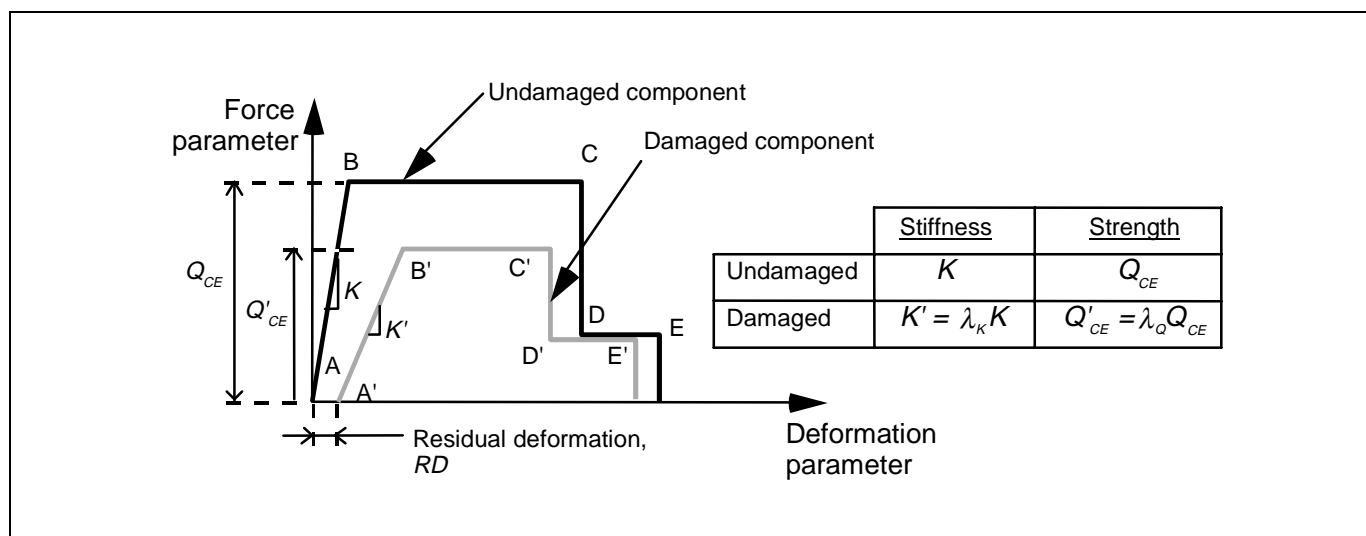 Undamaged component
Force
parameter
Damaged component
B
C
Stiffness Strength
Undamaged K Q_CE
Damaged K' = λ_K K Q'_CE = λ_Q Q_CE
Q_CE
Q'_CE
K
K'
B'
C'
D
E
D'
E'
A
A'
Residual deformation,
RD
Deformation
parameter